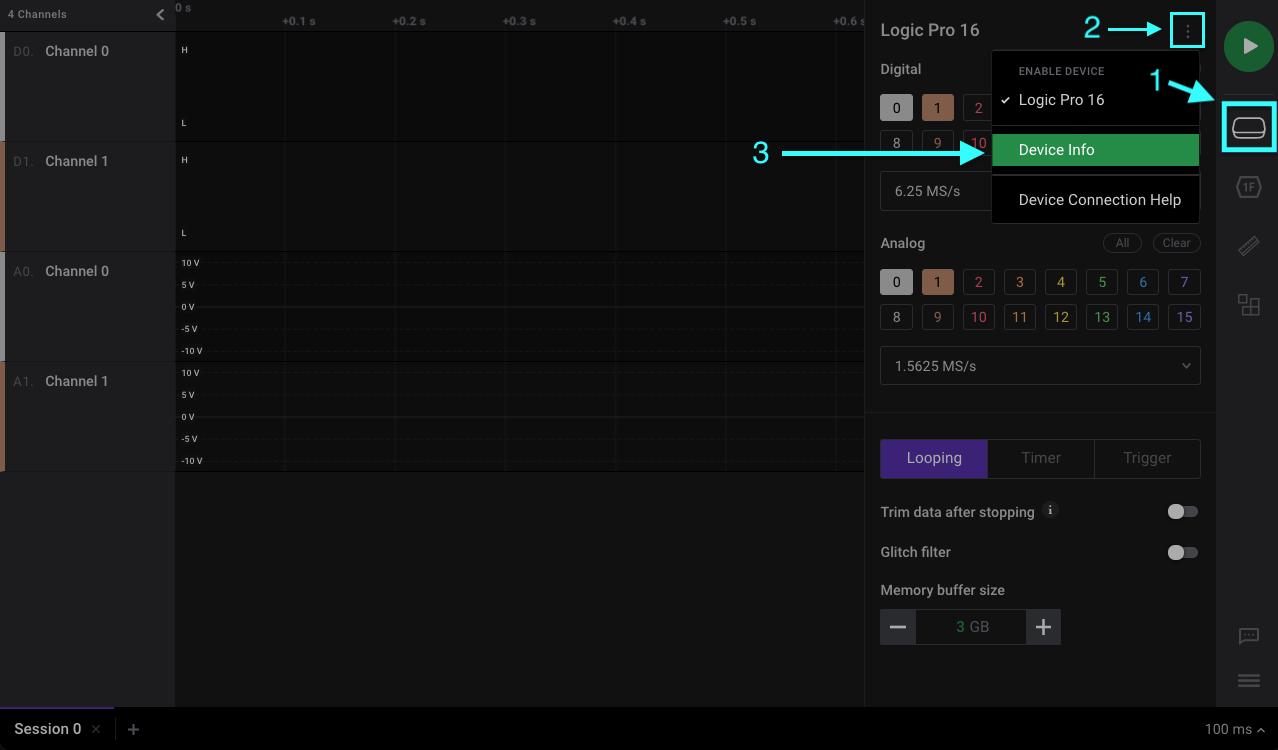 4 Channels
0 s
+0.1 s
+0.2 s
+0.3 s
+0.4 s
+0.5 s
+0.6 s
D0. Channel 0
H
L
D1. Channel 1
H
L
A0. Channel 0
10 V
5 V
0 V
-5 V
-10 V
A1. Channel 1
10 V
5 V
0 V
-5 V
-10 V
Logic Pro 16
2
Digital
ENABLE DEVICE
Logic Pro 16
1
0 1 2
8 9 10
3
Device Info
Device Connection Help
6.25 MS/s
Analog
All
Clear
0 1 2 3 4 5 6 7
8 9 10 11 12 13 14 15
1.5625 MS/s
Looping
Timer
Trigger
Trim data after stopping i
Glitch filter
Memory buffer size
3 GB
1F
Session 0
100 ms